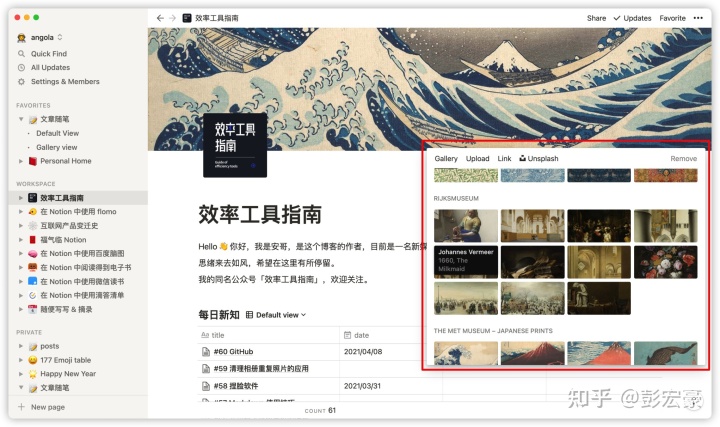 效率工具指南
Share
Updates
Favorite
angola
Quick Find
All Updates
Settings & Members
FAVORITES
文章随笔
Default View
Gallery view
Personal Home
WORKSPACE
效率工具指南
在 Notion 中使用 flomo
互联网产品变迁史
福气临 Notion
在 Notion 中使用百度脑图
在 Notion 中阅读得到电子书
在 Notion 中使用微信读书
在 Notion 中使用滴答清单
随便写写 & 摘录
PRIVATE
posts
177 Emoji table
Happy New Year
文章随笔
New page
效率工具
指南
Guide of
efficiency tools
效率工具指南
Hello 👋 你好，我是安哥，是这个博客的作者，目前是一名新媒
思绪来去如风，希望在这里有所停留。
我的同名公众号「效率工具指南」，欢迎关注。
每日新知
Default view
Aa title
date
#60 GitHub
2021/04/08
#59 清理相册重复照片的应用
#58 捏脸软件
2021/03/31
COUNT 61
Gallery
Upload
Link
Unsplash
Remove
RIJKSMUSEUM
Johannes Vermeer
1660, The
Milkmaid
THE MET MUSEUM – JAPANESE PRINTS
知乎 @彭宏豪